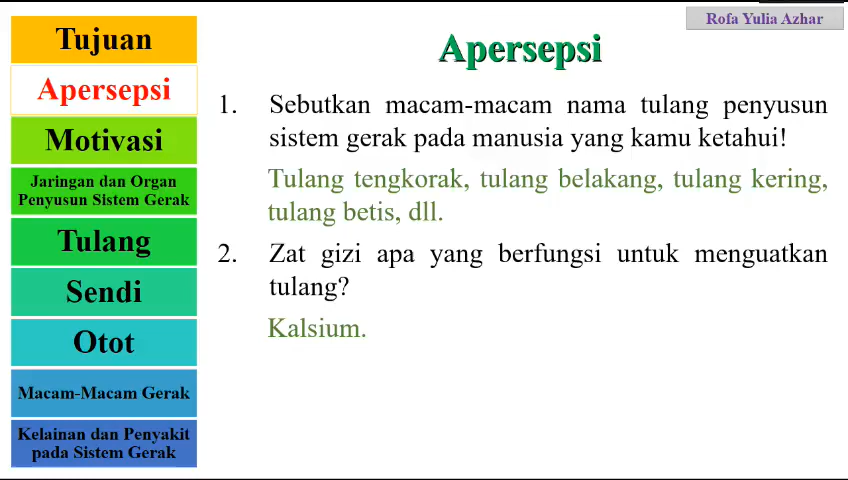 Rofa Yulia Azhar
Tujuan
Apersepsi
Motivasi
Jaringan dan Organ
Penyusun Sistem Gerak
Tulang
Sendi
Otot
Macam-Macam Gerak
Kelainan dan Penyakit
pada Sistem Gerak
Apersepsi
1. Sebutkan macam-macam nama tulang penyusun
sistem gerak pada manusia yang kamu ketahui!
Tulang tengkorak, tulang belakang, tulang kering,
tulang betis, dll.
2. Zat gizi apa yang berfungsi untuk menguatkan
tulang?
Kalsium.